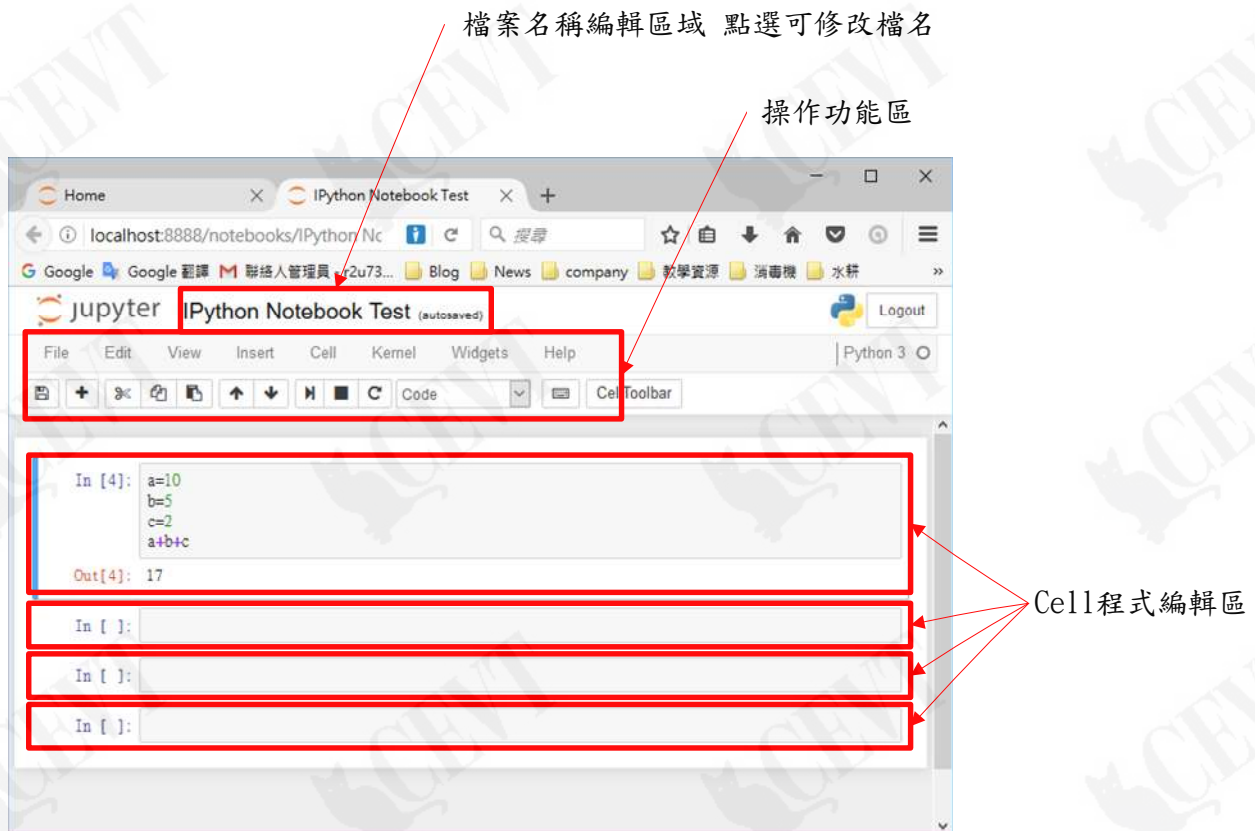 檔案名稱編輯區域 點選可修改檔名
操作功能區
Home
IPython Notebook Test
localhost:8888/notebooks/IPython Nc
搜尋
Google Google 翻譯 聯絡人管理員 - r2u73... Blog News company 教學資源 消毒機 水耕 »
jupyter IPython Notebook Test (autosaved)
Logout
File Edit View Insert Cell Kernel Widgets Help
Python 3
Code
CellToolbar
In [4]: a=10
b=5
c=2
a+b+c
Out[4]: 17
Cell程式編輯區
In [ ]:
In [ ]:
In [ ]:
CEVT